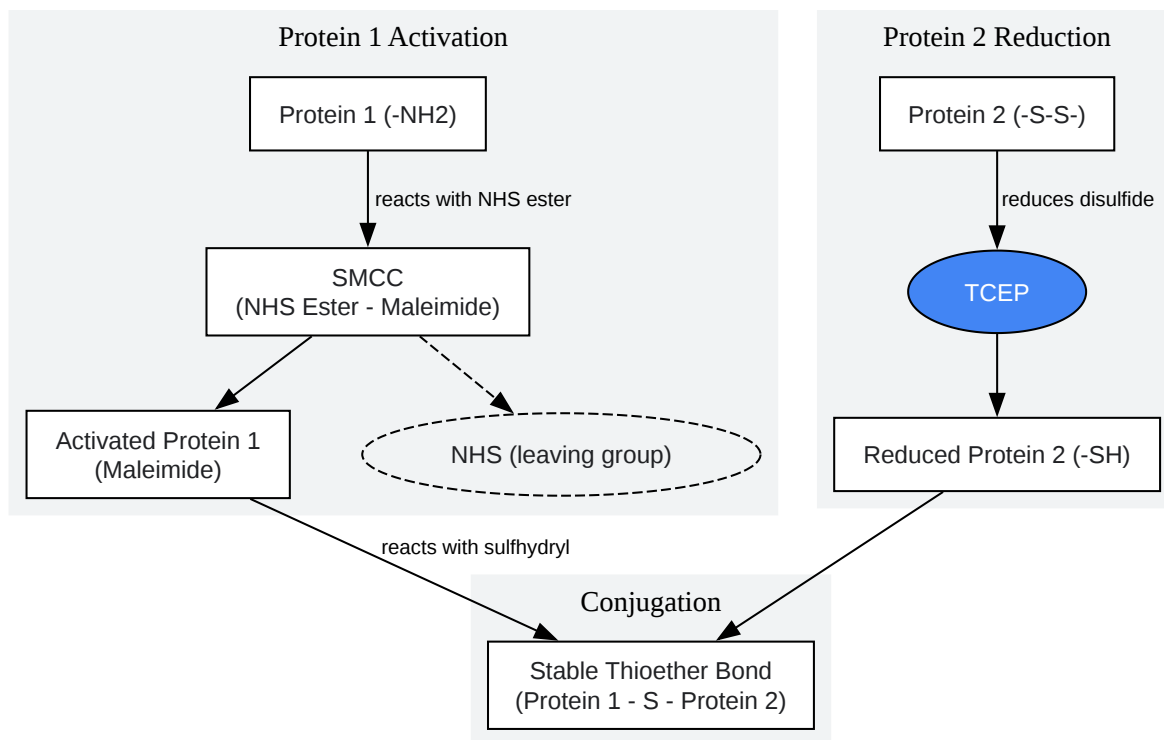 Protein 1 Activation
Protein 1 (-NH2)
reacts with NHS ester
SMCC
(NHS Ester - Maleimide)
Activated Protein 1
(Maleimide)
NHS (leaving group)
reacts with sulfhydryl
Protein 2 Reduction
Protein 2 (-S-S-)
reduces disulfide
TCEP
Reduced Protein 2 (-SH)
Conjugation
Stable Thioether Bond
(Protein 1 - S - Protein 2)